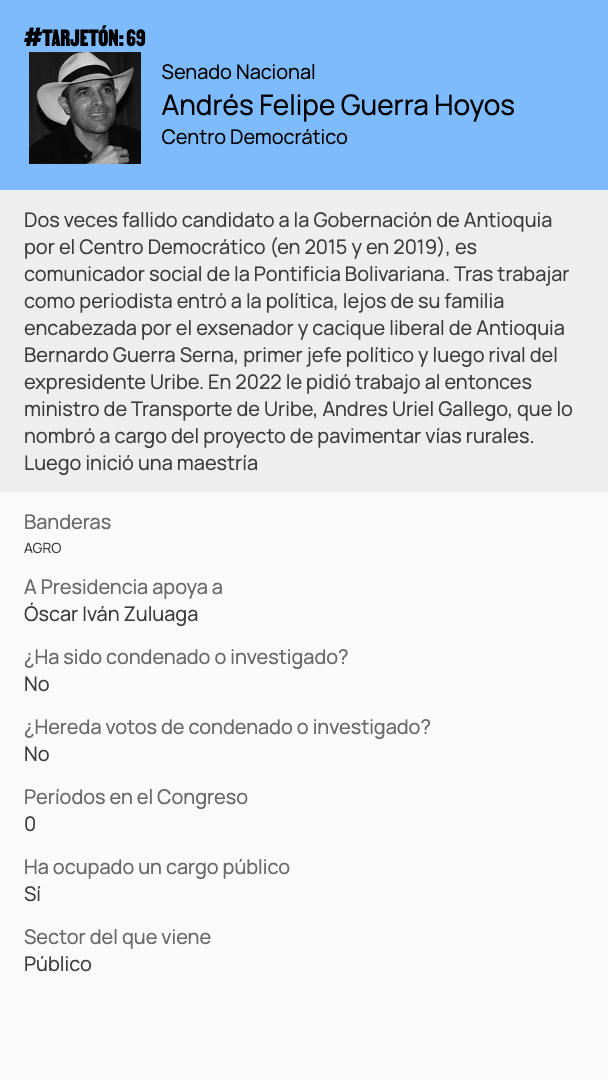 #TARJETÓN: 69
Senado Nacional
Andrés Felipe Guerra Hoyos
Centro Democrático
Dos veces fallido candidato a la Gobernación de Antioquia
por el Centro Democrático (en 2015 y en 2019), es
comunicador social de la Pontificia Bolivariana. Tras trabajar
como periodista entró a la política, lejos de su familia
encabezada por el exsenador y cacique liberal de Antioquia
Bernardo Guerra Serna, primer jefe político y luego rival del
expresidente Uribe. En 2022 le pidió trabajo al entonces
ministro de Transporte de Uribe, Andres Uriel Gallego, que lo
nombró a cargo del proyecto de pavimentar vías rurales.
Luego inició una maestría
Banderas
AGRO
A Presidencia apoya a
Óscar Iván Zuluaga
¿Ha sido condenado o investigado?
No
¿Hereda votos de condenado o investigado?
No
Períodos en el Congreso
0
Ha ocupado un cargo público
Sí
Sector del que viene
Público